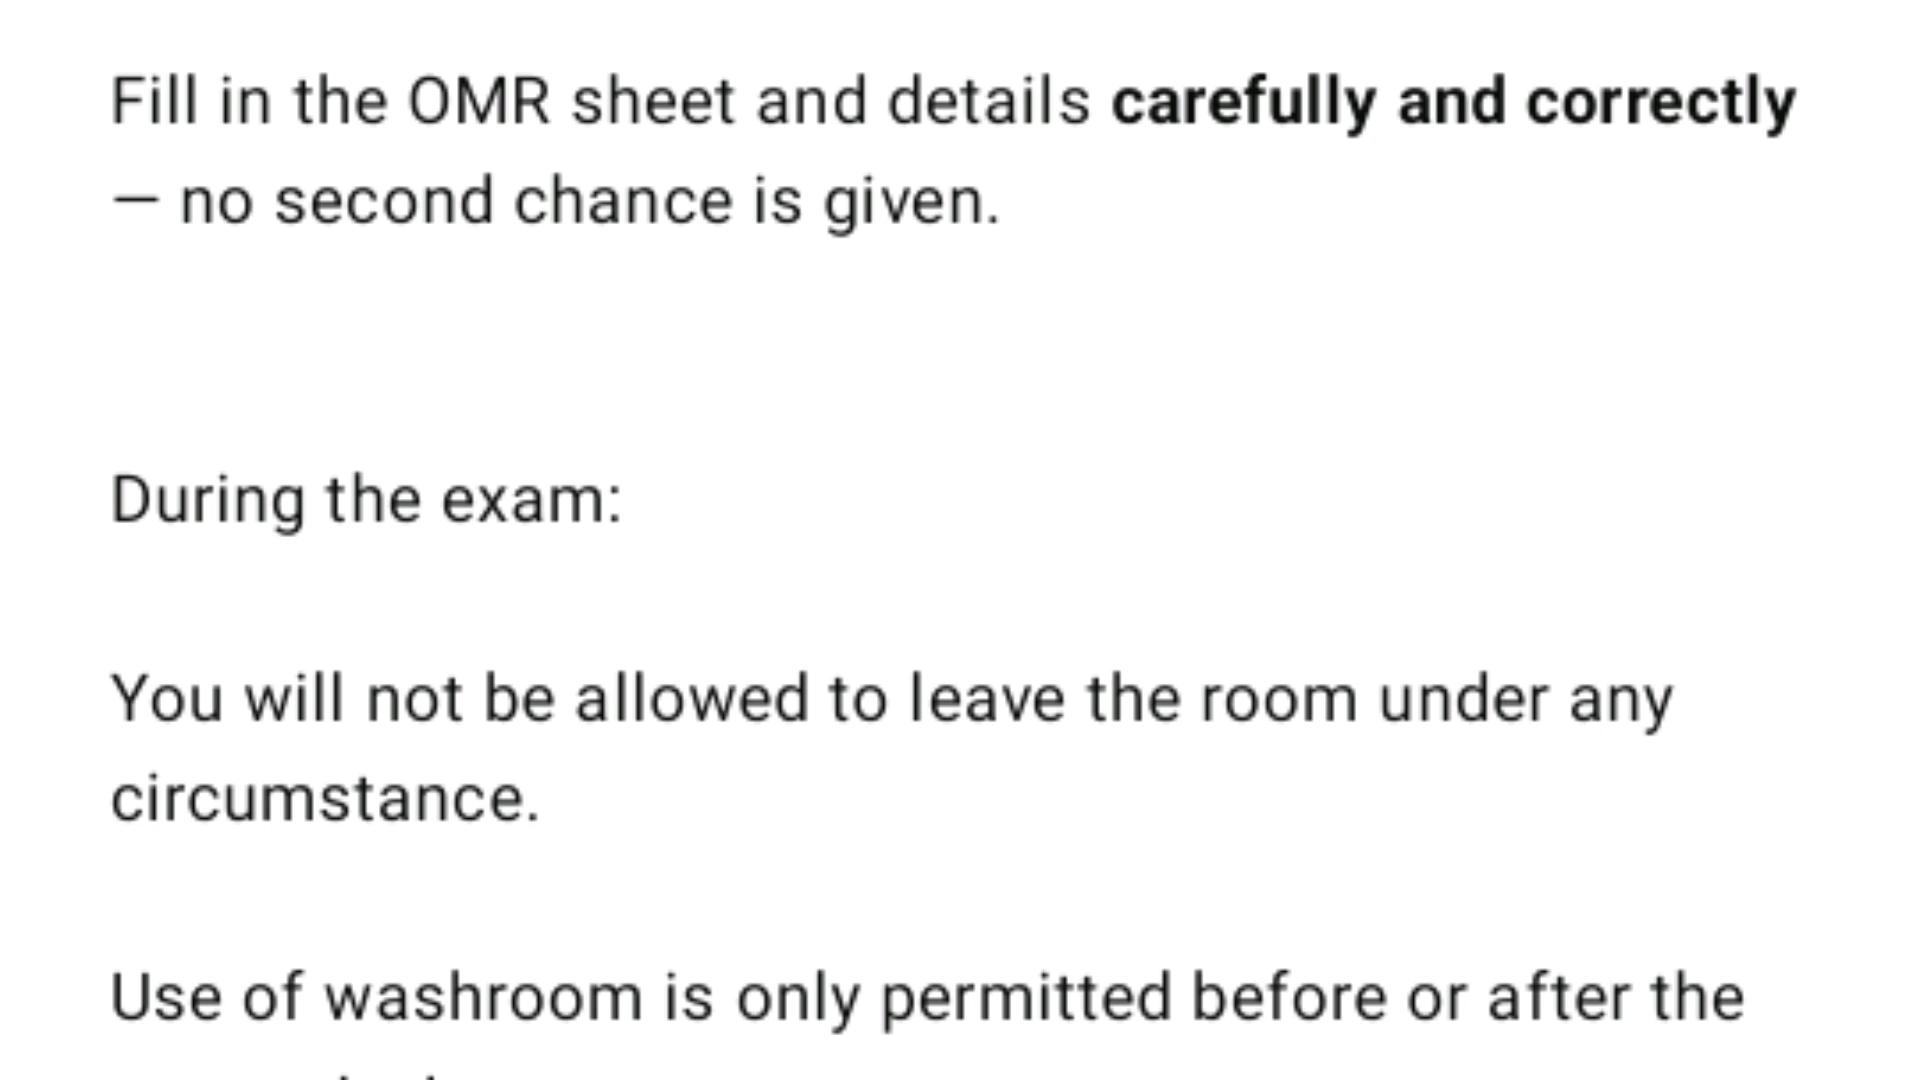 Fill in the OMR sheet and details carefully and correctly
— no second chance is given.
During the exam:
You will not be allowed to leave the room under any
circumstance.
Use of washroom is only permitted before or after the